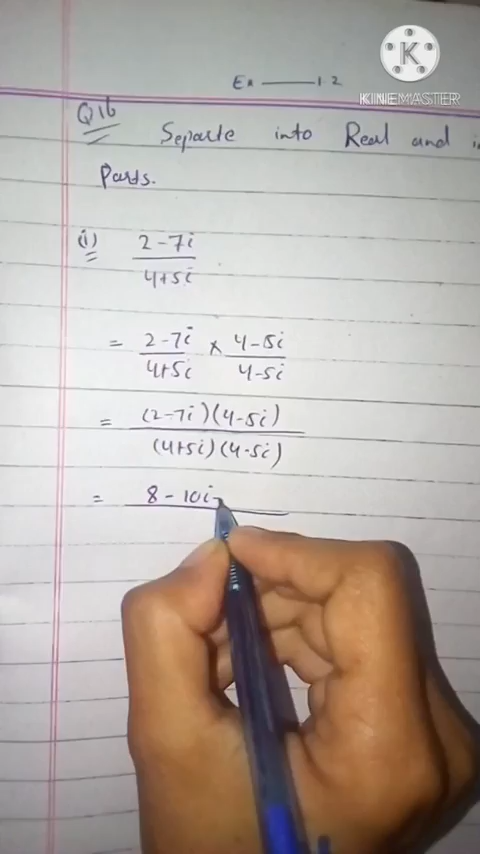 K
KINEMASTER
Ex 1.2
Q16
Separte into Real and i
Parts.
(i) 2-7i / 4+5i
= 2-7i / 4+5i × 4-5i / 4-5i
= (2-7i)(4-5i) / (4+5i)(4-5i)
= 8-10i-